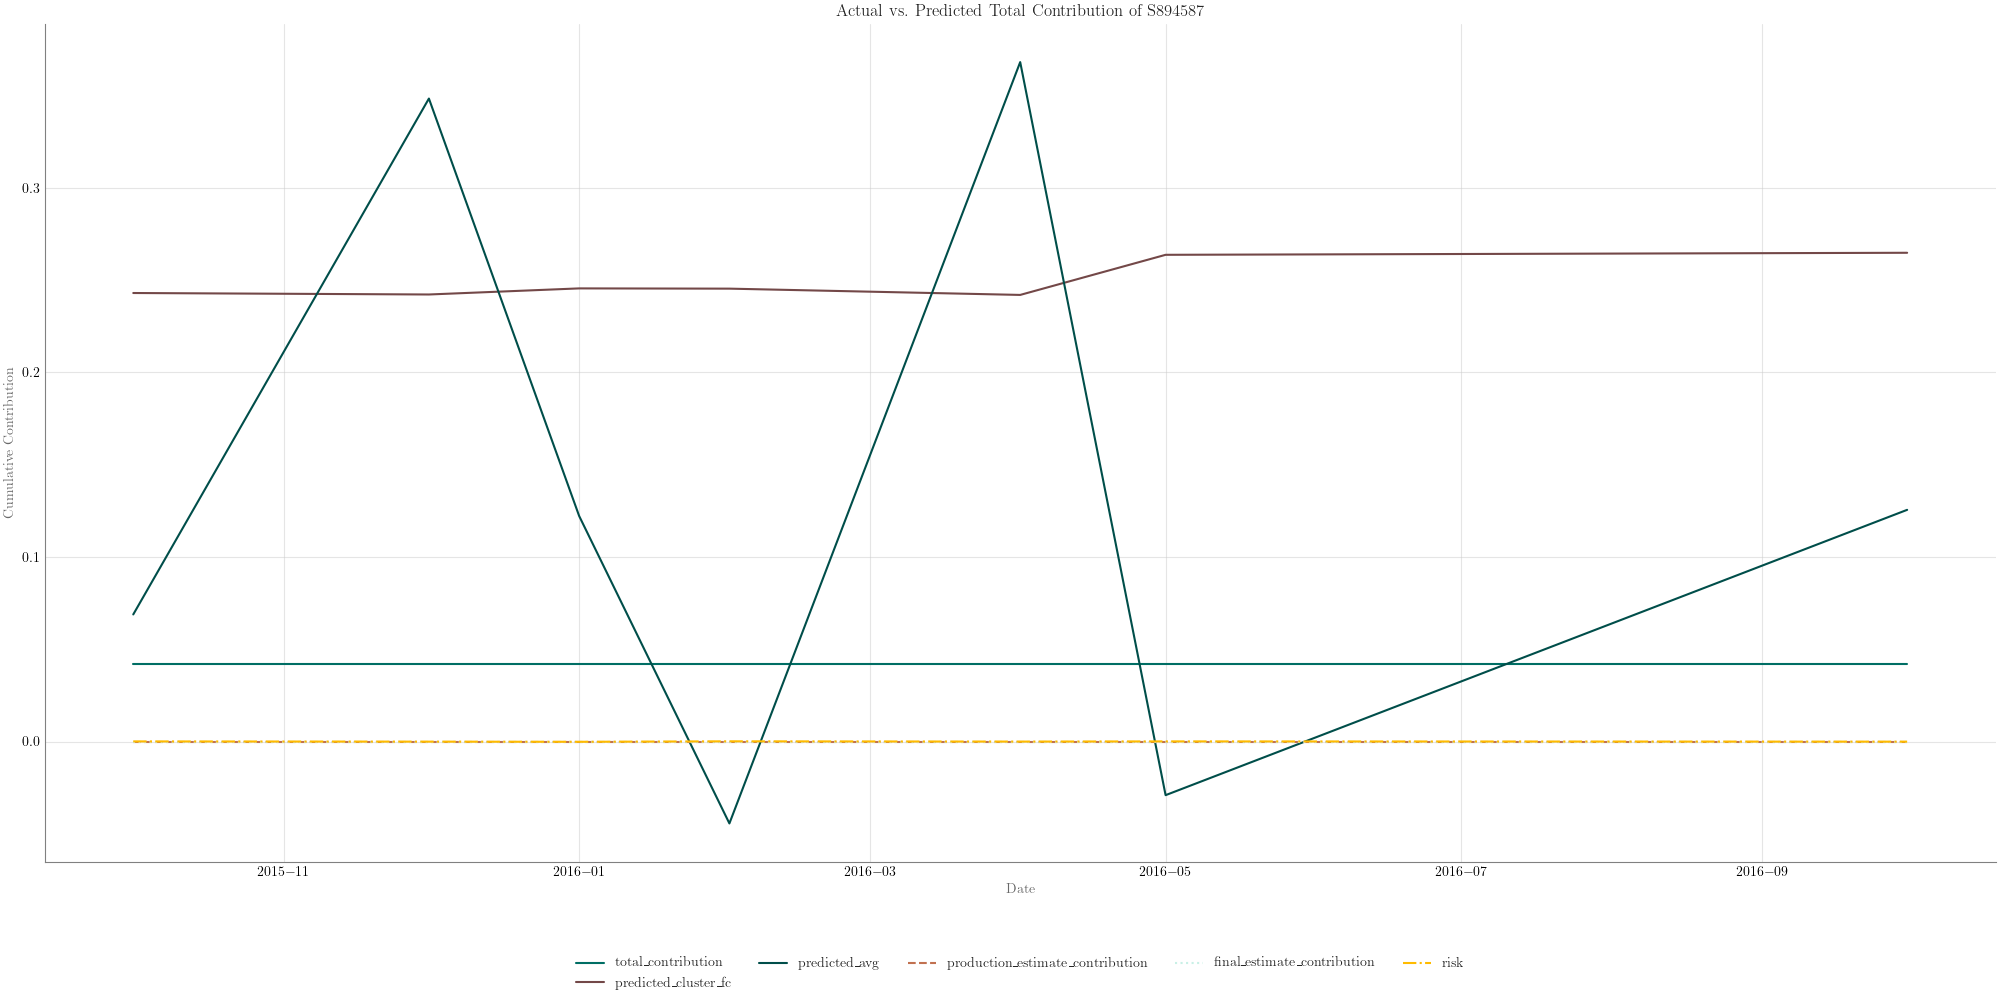 Actual vs. Predicted Total Contribution of S894587
Cumulative Contribution
0.3
0.2
0.1
0.0
2015–11 2016–01 2016–03 2016–05 2016–07 2016–09
Date
total_contribution predicted_avg production_estimate_contribution final_estimate_contribution risk
predicted_cluster_fc